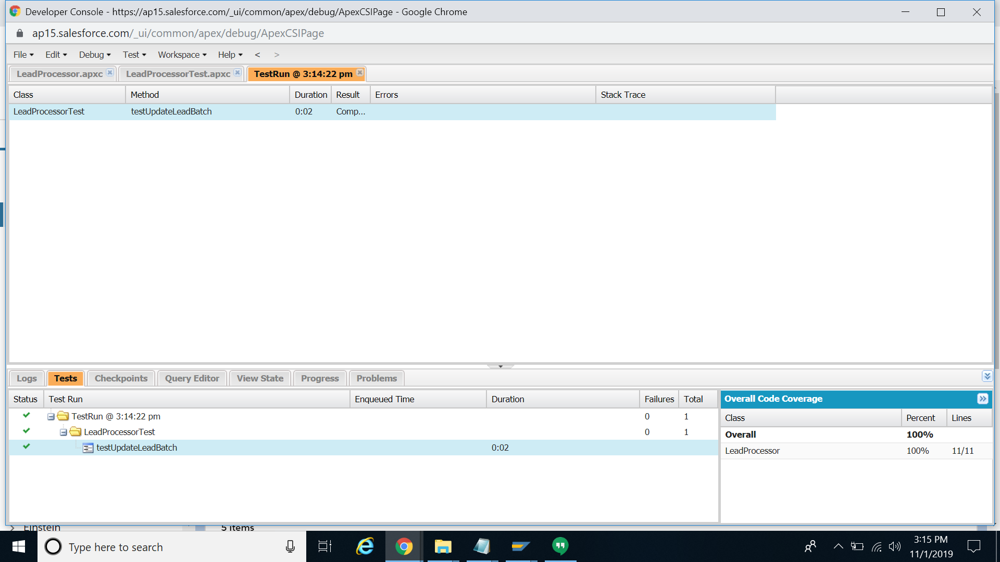 Developer Console - https://ap15.salesforce.com/_ui/common/apex/debug/ApexCSIPage - Google Chrome
ap15.salesforce.com/_ui/common/apex/debug/ApexCSIPage
File Edit Debug Test Workspace Help < >
LeadProcessor.apxc LeadProcessorTest.apxc TestRun @ 3:14:22 pm
Class Method Duration Result Errors Stack Trace
LeadProcessorTest testUpdateLeadBatch 0:02 Comp...
Logs Tests Checkpoints Query Editor View State Progress Problems
Status Test Run Enqueued Time Duration Failures Total
TestRun @ 3:14:22 pm 0 1
LeadProcessorTest 0 1
testUpdateLeadBatch 0:02
Overall Code Coverage
Class Percent Lines
Overall 100%
LeadProcessor 100% 11/11
Einstein 5 items
Type here to search
3:15 PM
11/1/2019